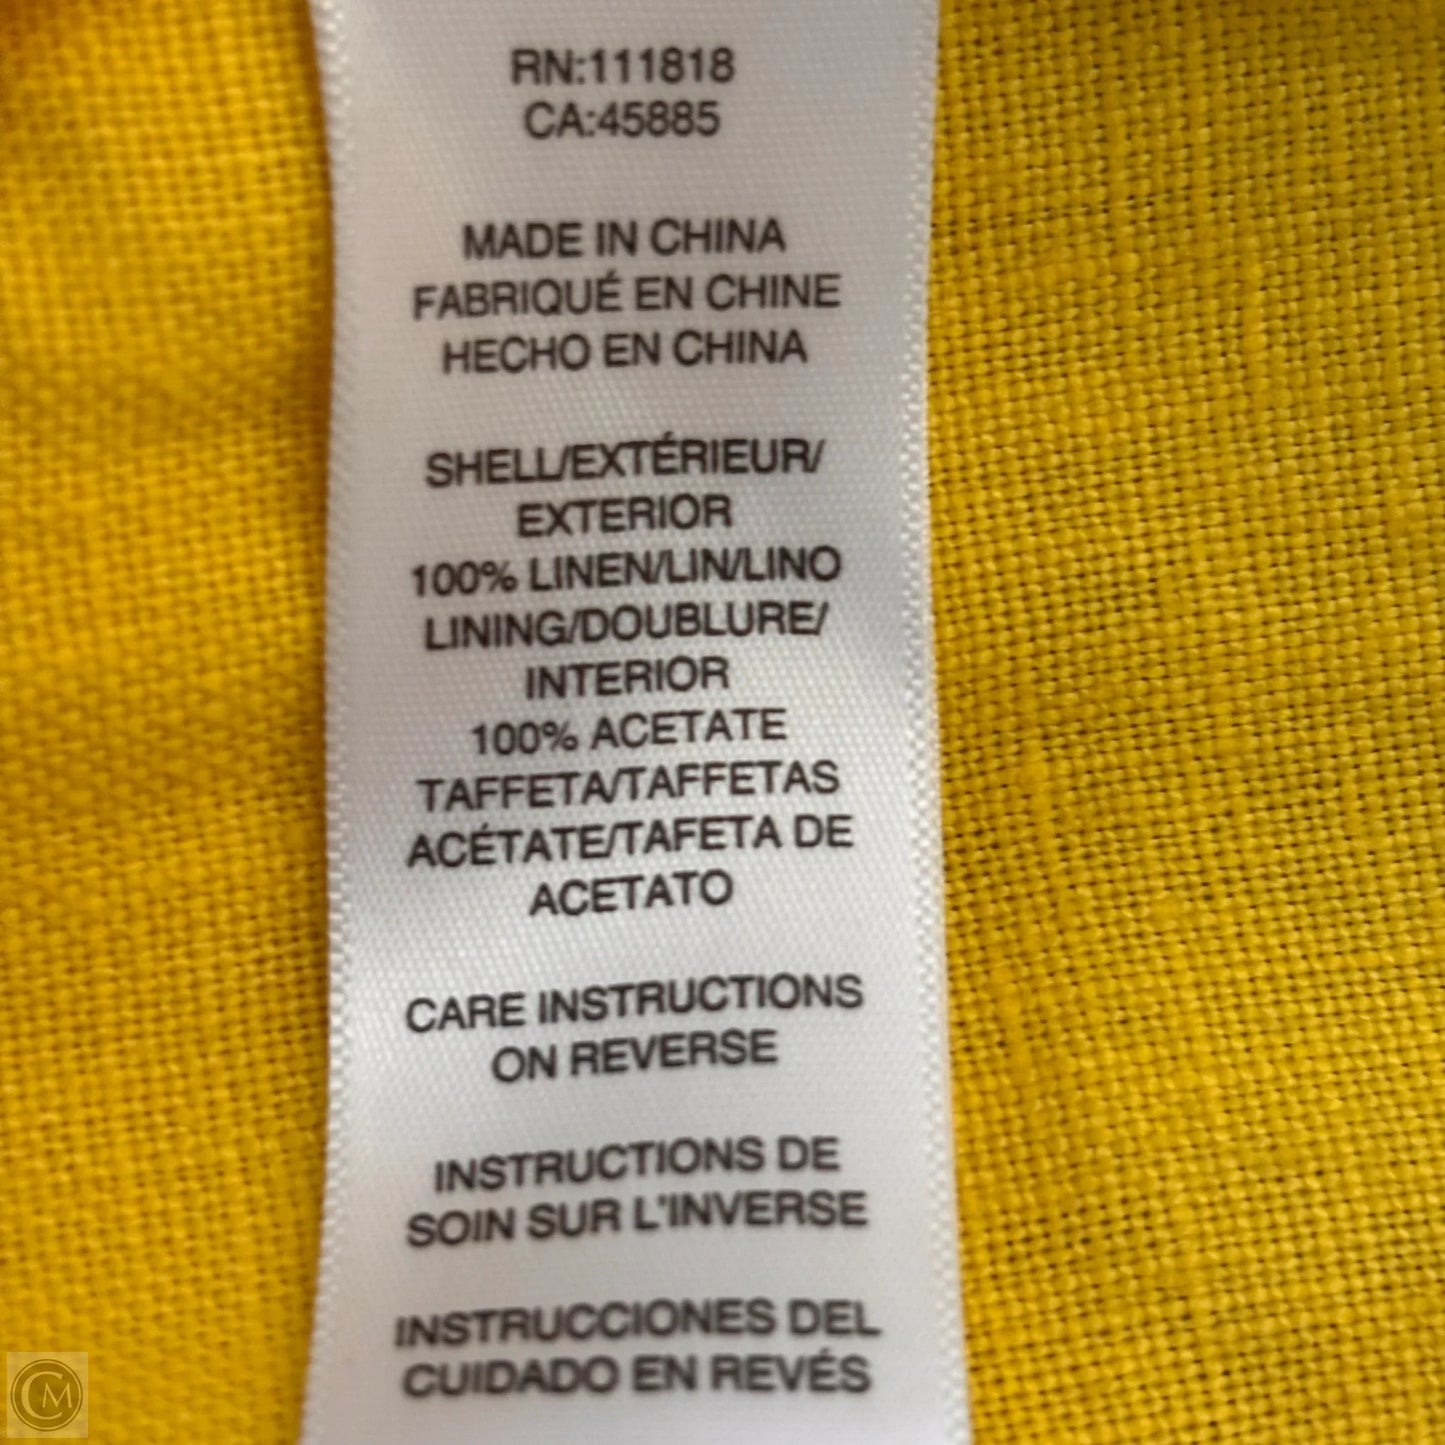 RN:111818
CA:45885
MADE IN CHINA
FABRIQUÉ EN CHINE
HECHO EN CHINA
SHELL/EXTÉRIEUR/
EXTERIOR
100% LINEN/LIN/LINO
LINING/DOUBLURE/
INTERIOR
100% ACETATE
TAFFETA/TAFFETAS
ACÉTATE/TAFETA DE
ACETATO
CARE INSTRUCTIONS
ON REVERSE
INSTRUCTIONS DE
SOIN SUR L'INVERSE
INSTRUCCIONES DEL
CUIDADO EN REVÉS
CM